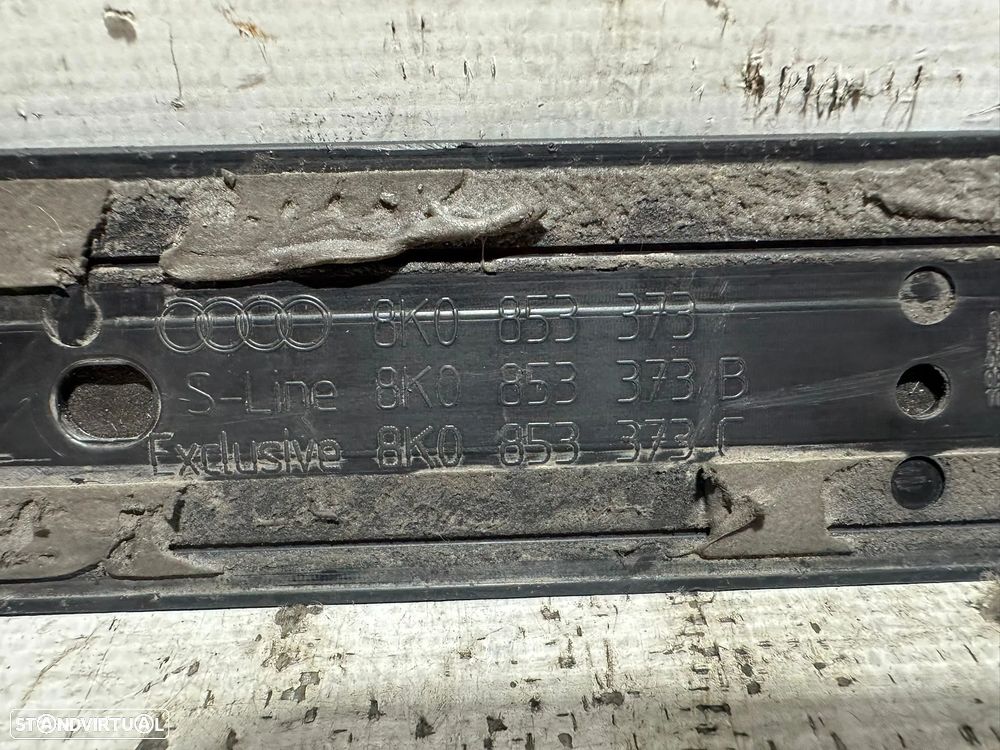 8K0 853 373
S-Line 8K0 853 373 B
Exclusive 8K0 853 373 C
STANDVIRTUAL